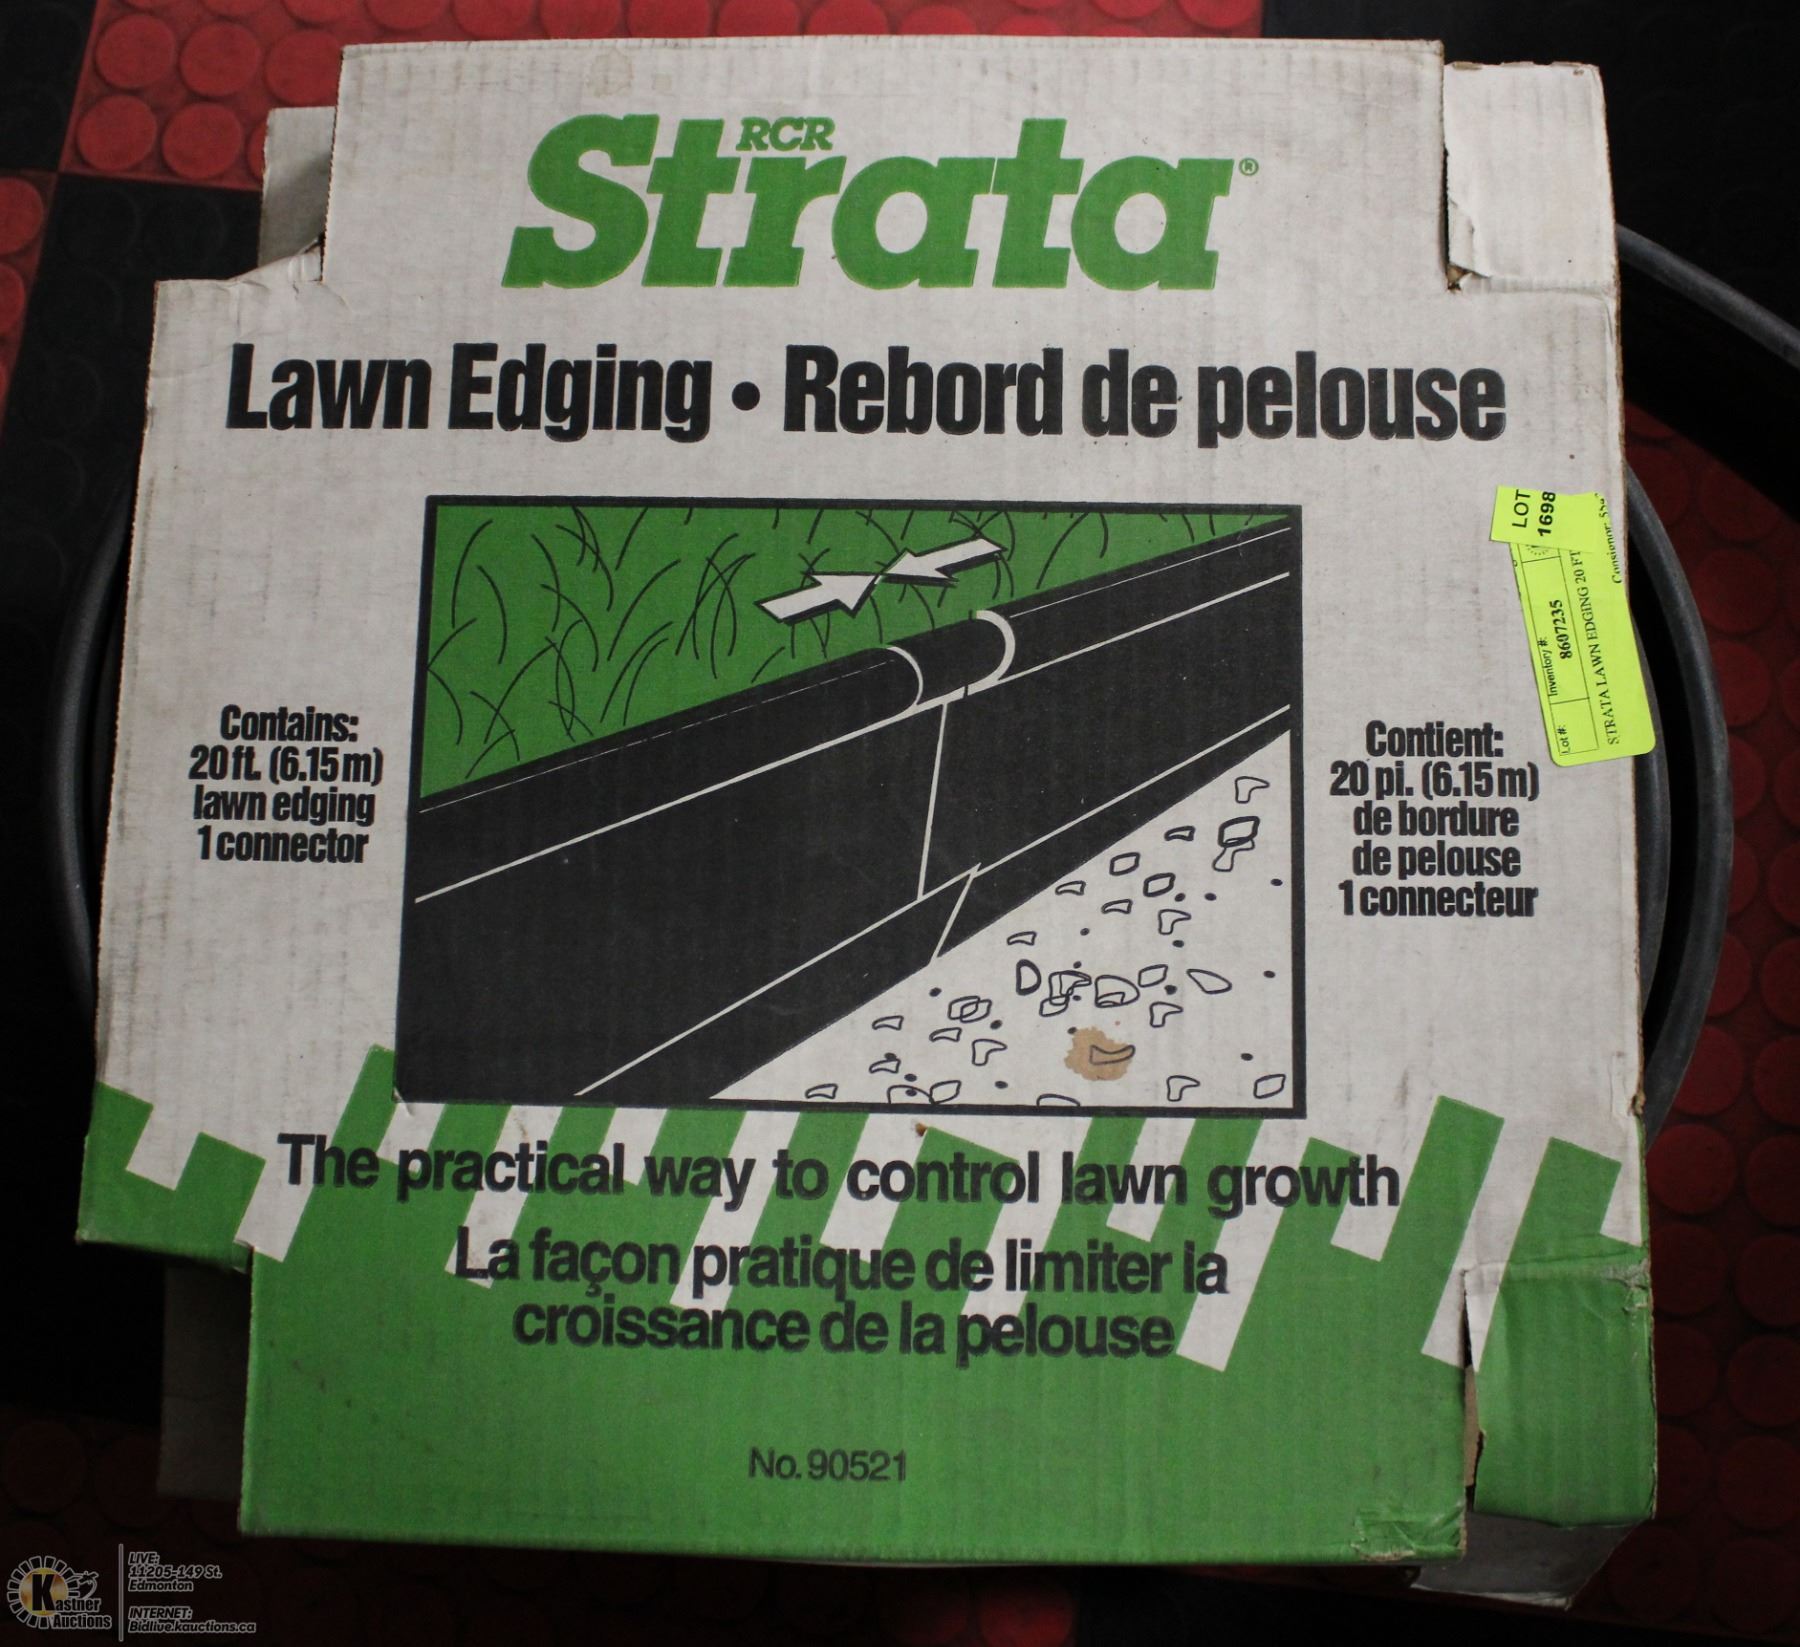 RCR
Strata®
Lawn Edging • Rebord de pelouse
Contains:
20 ft. (6.15 m)
lawn edging
1 connector
Contient:
20 pi. (6.15 m)
de bordure
de pelouse
1 connecteur
LOT
1698
Lot #:
Inventory #:
8607235
STRATA LAWN EDGING 20 FT
Consignor:
The practical way to control lawn growth
La façon pratique de limiter la
croissance de la pelouse
No. 90521
Kastner
Auctions
LIVE:
11205-149 St.
Edmonton
INTERNET:
Bidlive.kauctions.ca